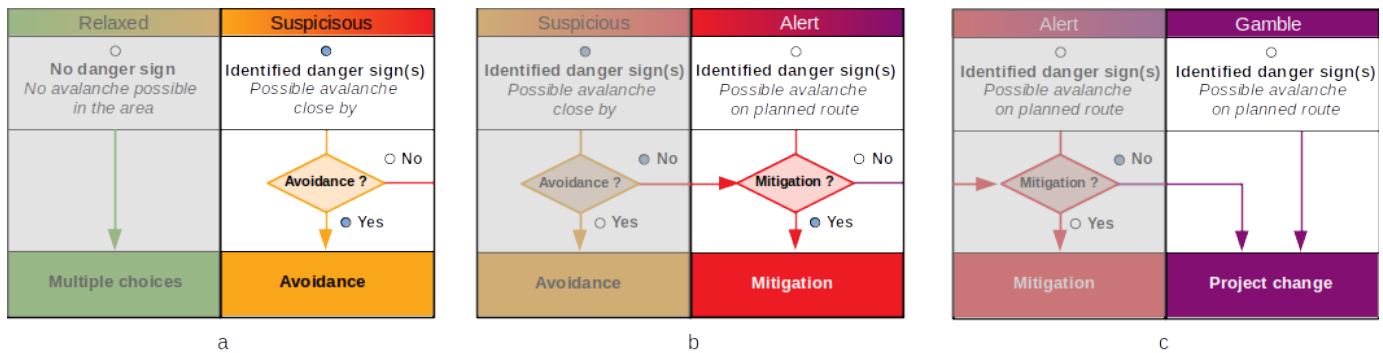 Relaxed
Suspicisous
No danger sign
No avalanche possible
in the area
Identified danger sign(s)
Possible avalanche
close by
Avoidance ?
No
Yes
Multiple choices
Avoidance
a
Suspicious
Alert
Identified danger sign(s)
Possible avalanche
close by
Identified danger sign(s)
Possible avalanche
on planned route
Avoidance ?
No
Yes
Mitigation ?
No
Yes
Avoidance
Mitigation
b
Alert
Gamble
Identified danger sign(s)
Possible avalanche
on planned route
Identified danger sign(s)
Possible avalanche
on planned route
Mitigation ?
No
Yes
Mitigation
Project change
c